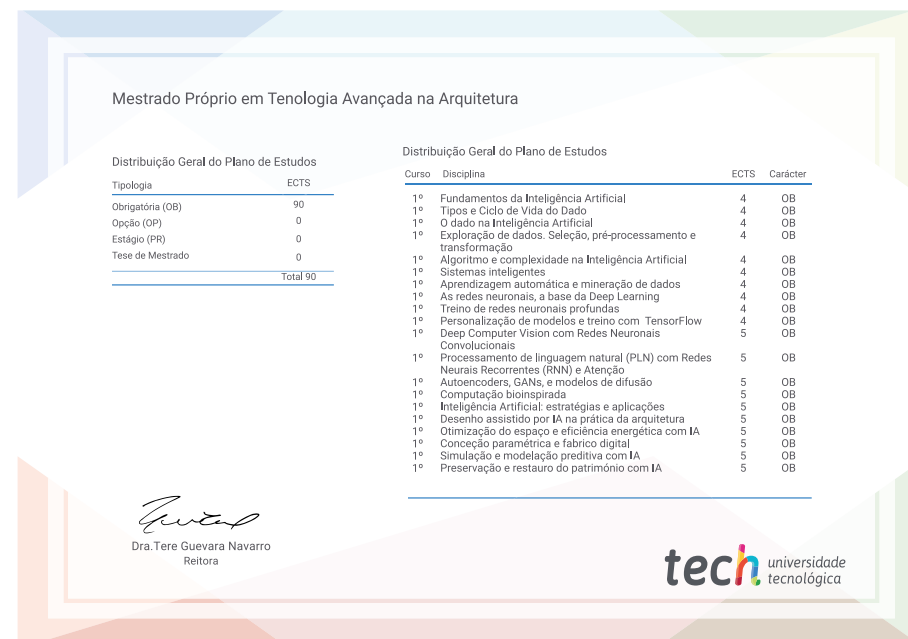 Mestrado Próprio em Tenologia Avançada na Arquitetura
Distribuição Geral do Plano de Estudos
Tipologia ECTS
Obrigatória (OB) 90
Opção (OP) 0
Estágio (PR) 0
Tese de Mestrado 0
Total 90
Distribuição Geral do Plano de Estudos
Curso Disciplina ECTS Carácter
1º Fundamentos da Inteligência Artificial 4 OB
1º Tipos e Ciclo de Vida do Dado 4 OB
1º O dado na Inteligência Artificial 4 OB
1º Exploração de dados. Seleção, pré-processamento e 4 OB
transformação
1º Algoritmo e complexidade na Inteligência Artificial 4 OB
1º Sistemas inteligentes 4 OB
1º Aprendizagem automática e mineração de dados 4 OB
1º As redes neuronais, a base da Deep Learning 4 OB
1º Treino de redes neuronais profundas 4 OB
1º Personalização de modelos e treino com TensorFlow 4 OB
1º Deep Computer Vision com Redes Neuronais 5 OB
Convolucionais
1º Processamento de linguagem natural (PLN) com Redes 5 OB
Neurais Recorrentes (RNN) e Atenção
1º Autoencoders, GANs, e modelos de difusão 5 OB
1º Computação bioinspirada 5 OB
1º Inteligência Artificial: estratégias e aplicações 5 OB
1º Desenho assistido por IA na prática da arquitetura 5 OB
1º Otimização do espaço e eficiência energética com IA 5 OB
1º Conceção paramétrica e fabrico digital 5 OB
1º Simulação e modelação preditiva com IA 5 OB
1º Preservação e restauro do património com IA 5 OB
Dra.Tere Guevara Navarro
Reitora
tech universidade
tecnológica